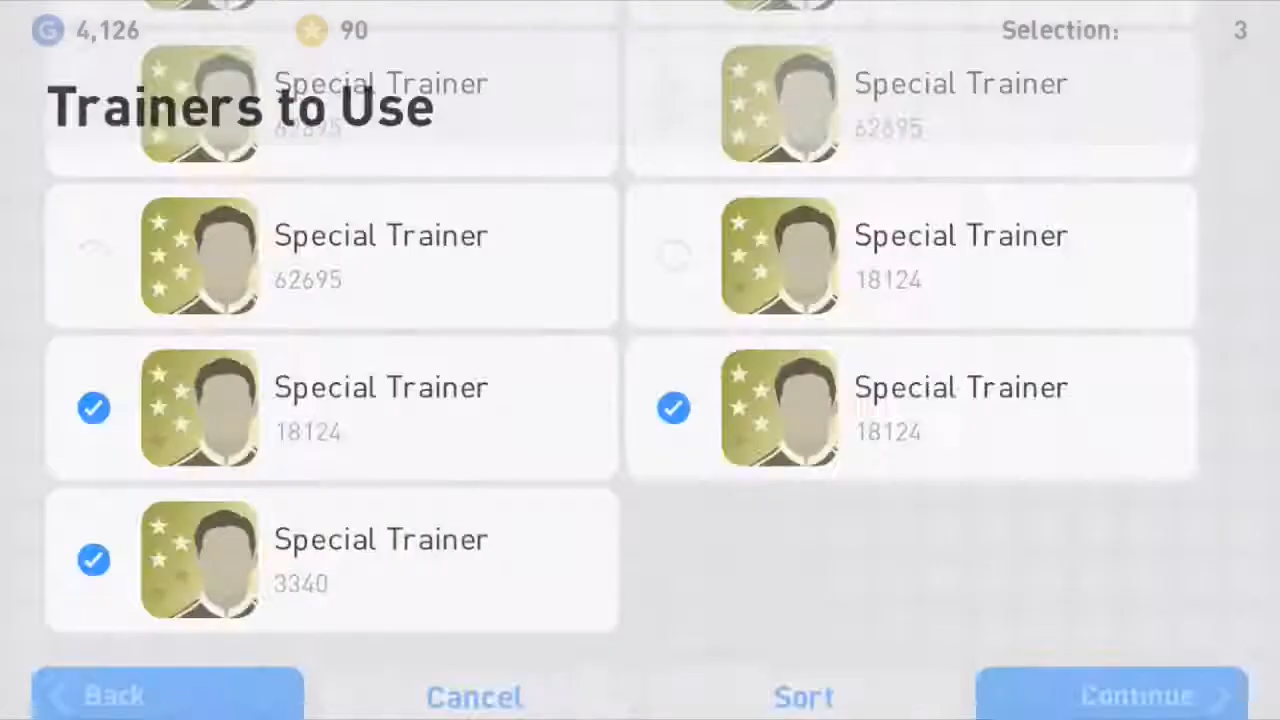 G 4,126 90 Selection: 3
Trainers to Use
Special Trainer Special Trainer
62695 62695
Special Trainer Special Trainer
62695 18124
Special Trainer Special Trainer
18124 18124
Special Trainer
3340
Back Cancel Sort Continue